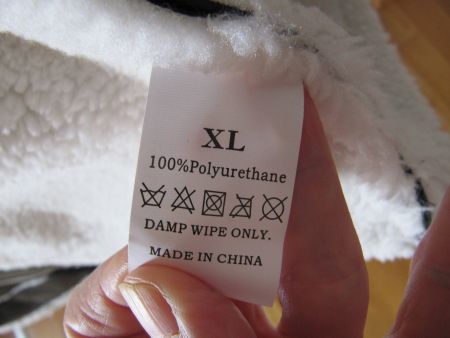 XL
100%Polyurethane
DAMP WIPE ONLY.
MADE IN CHINA